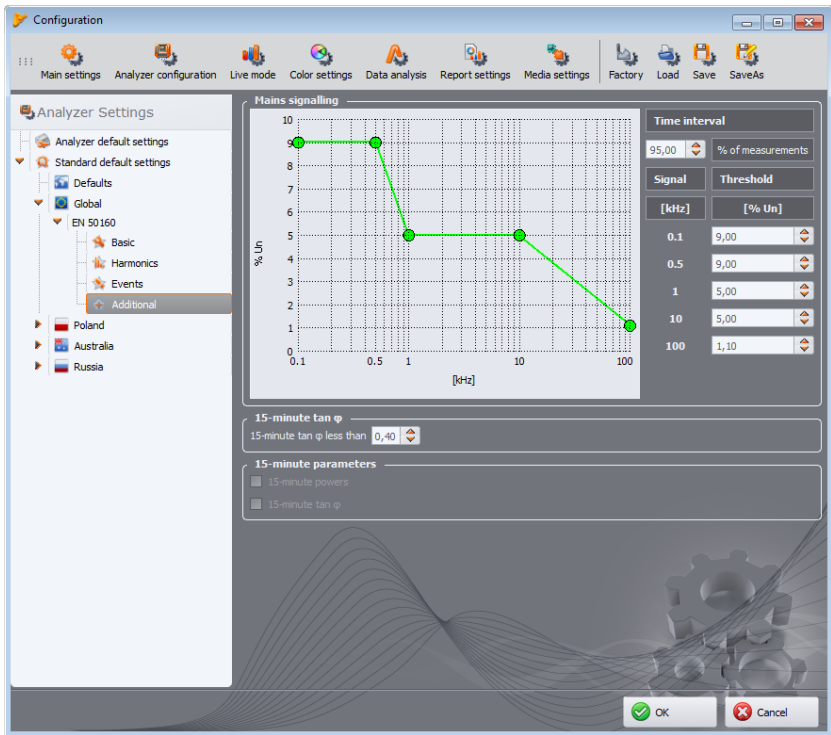 Configuration
Main settings Analyzer configuration Live mode Color settings Data analysis Report settings Media settings Factory Load Save SaveAs
Analyzer Settings
Analyzer default settings
Standard default settings
Defaults
Global
EN 50160
Basic
Harmonics
Events
Additional
Poland
Australia
Russia
Mains signalling
10
9
8
7
6
5
4
3
2
1
0
% Un
0.1 0.5 1 10 100
[kHz]
Time interval
95,00 % of measurements
Signal Threshold
[kHz] [% Un]
0.1 9,00
0.5 9,00
1 5,00
10 5,00
100 1,10
15-minute tan φ
15-minute tan φ less than 0,40
15-minute parameters
15-minute powers
15-minute tan φ
OK Cancel